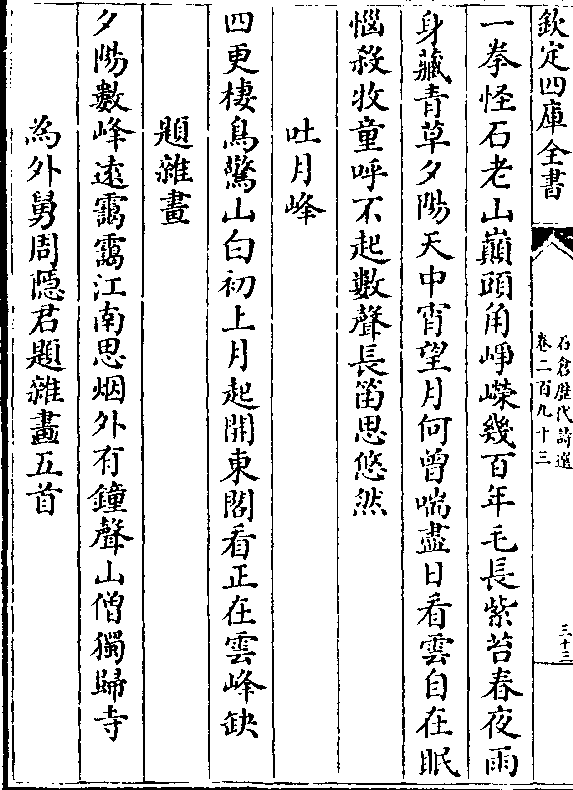 欽定四庫全書
石倉歷代詩選
卷二百九十三
三十三
一拳怪石老山巔頭角崢嶸幾百年毛長紫苔春夜雨
身藏青草夕陽天中宵望月何曾喘盡日看雲自在眠
惱殺牧童呼不起數聲長笛思悠然
吐月峰
四更棲鳥驚山白初上月起開東閣看正在雲峰缺
題雜畫
夕陽數峰遠靄靄江南思烟外有鐘聲山僧獨歸寺
為外舅周隱君題雜畫五首